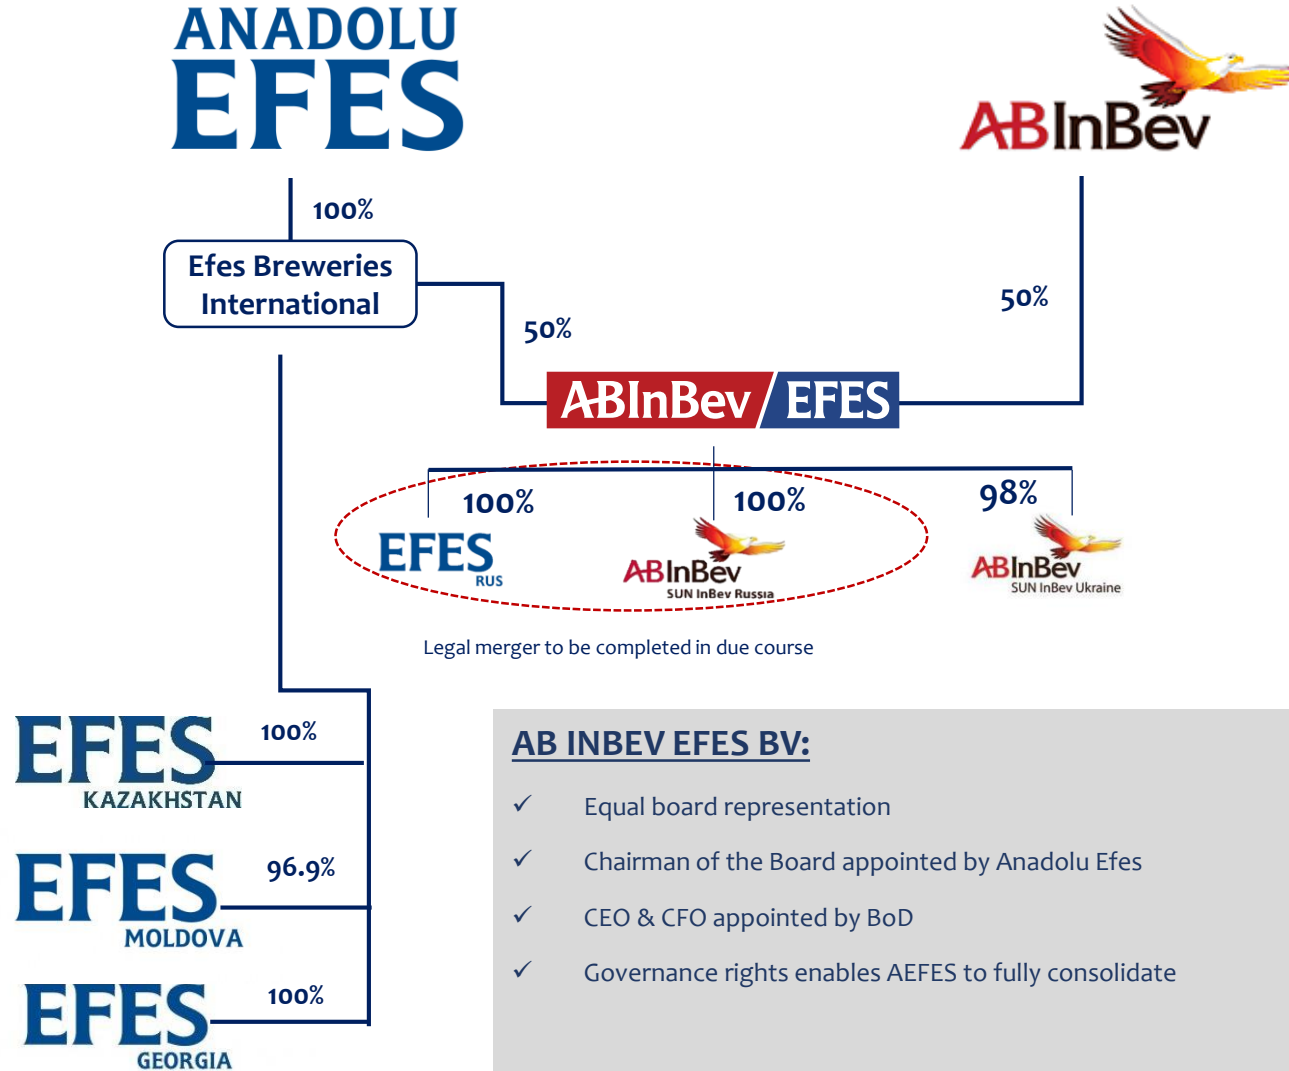 ANADOLU
EFES
ABInBev
100%
Efes Breweries
International
50%
50%
ABInBev EFES
100%
100%
98%
EFES
RUS
ABInBev
SUN InBev Russia
ABInBev
SUN InBev Ukraine
Legal merger to be completed in due course
EFES
KAZAKHSTAN
100%
EFES
MOLDOVA
96.9%
EFES
GEORGIA
100%
AB INBEV EFES BV:
✓ Equal board representation
✓ Chairman of the Board appointed by Anadolu Efes
✓ CEO & CFO appointed by BoD
✓ Governance rights enables AEFES to fully consolidate